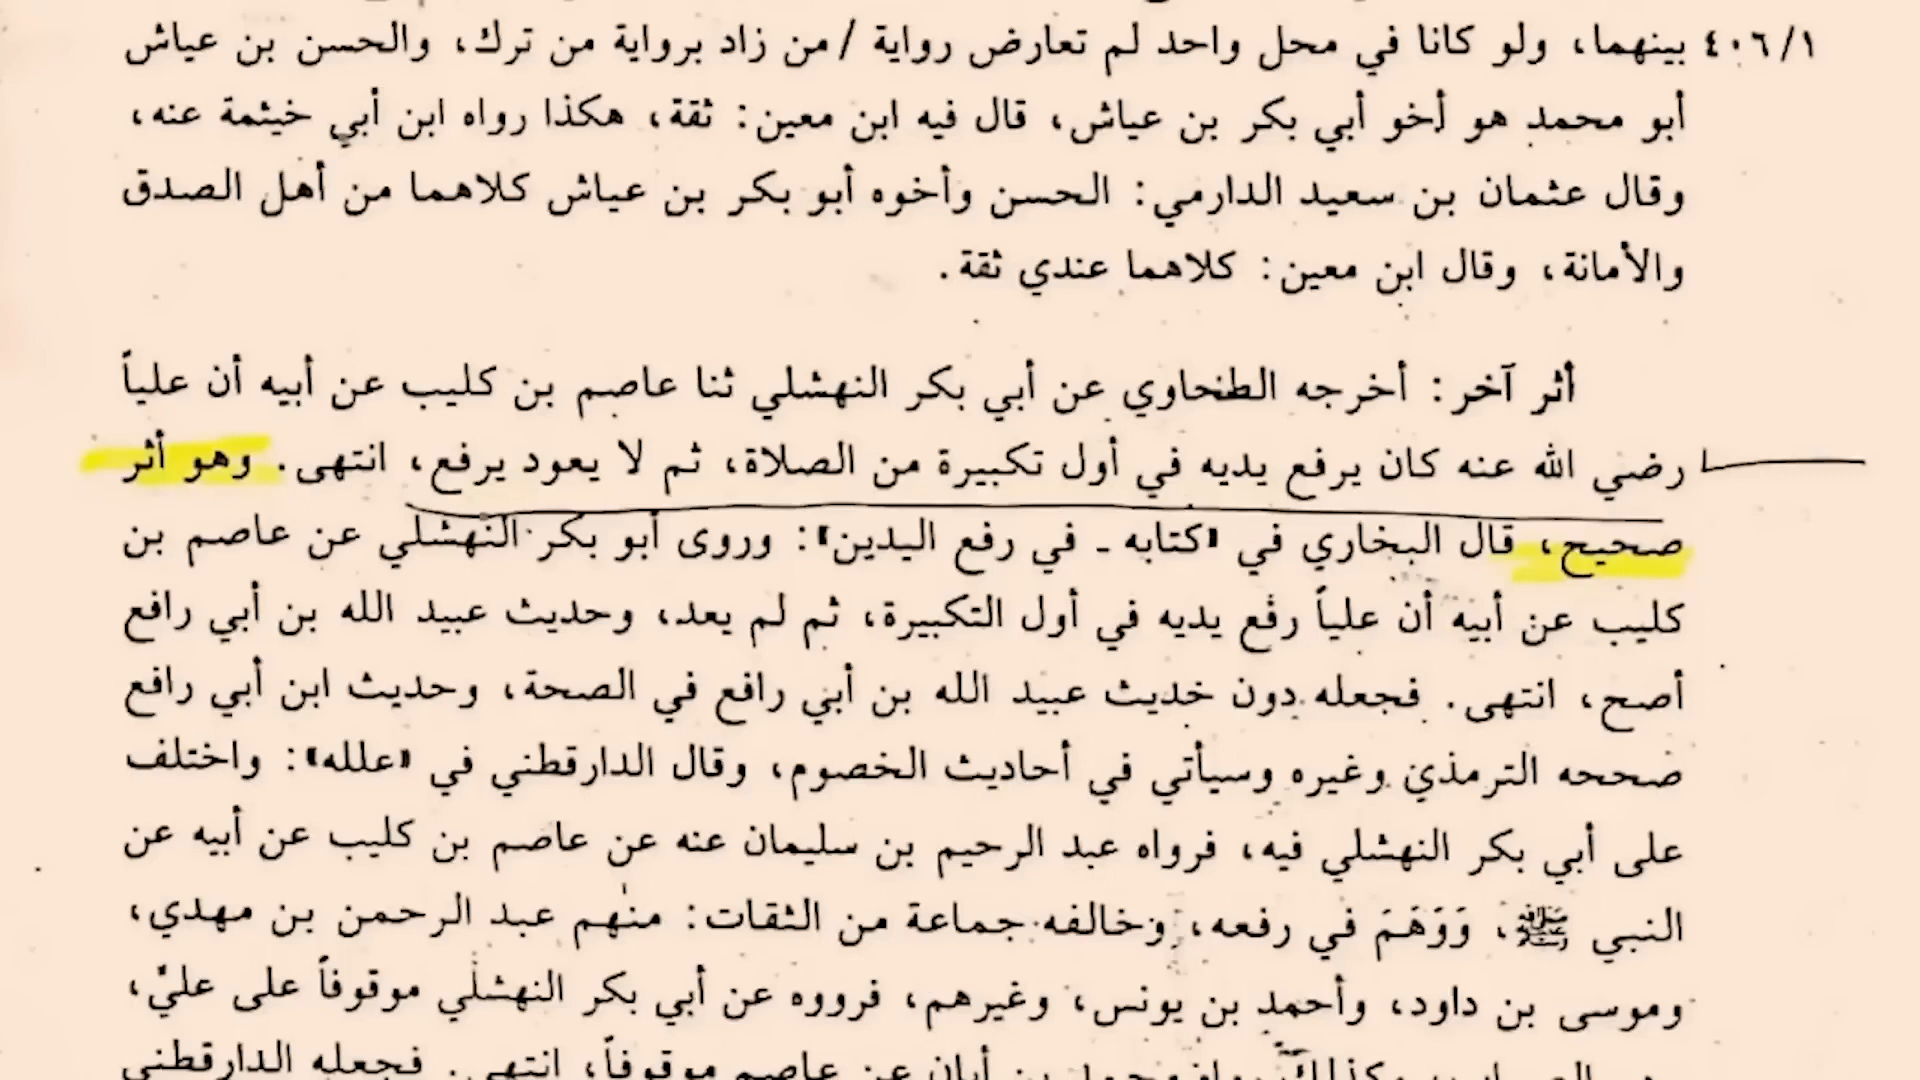 ٤٠٦/١ بينهما، ولو كانا في محل واحد لم تعارض رواية /من زاد برواية من ترك، والحسن بن عياش
أبو محمد هو أخو أبي بكر بن عياش، قال فيه ابن معين: ثقة، هكذا رواه ابن أبي خيثمة عنه،
وقال عثمان بن سعيد الدارمي: الحسن وأخوه أبو بكر بن عياش كلاهما من أهل الصدق
والأمانة، وقال ابن معين: كلاهما عندي ثقة.
أثر آخر: أخرجه الطحاوي عن أبي بكر النهشلي ثنا عاصم بن كليب عن أبيه أن علياً
رضي الله عنه كان يرفع يديه في أول تكبيرة من الصلاة، ثم لا يعود يرفع، انتهى. وهو أثر
صحيح، قال البخاري في «كتابه - في رفع اليدين»: وروى أبو بكر النهشلي عن عاصم بن
كليب عن أبيه أن علياً رفع يديه في أول التكبيرة، ثم لم يعد، وحديث عبيد الله بن أبي رافع
أصح، انتهى. فجعله دون حديث عبيد الله بن أبي رافع في الصحة، وحديث ابن أبي رافع
صححه الترمذي وغيره وسيأتي في أحاديث الخصوم، وقال الدارقطني في «علله»: واختلف
على أبي بكر النهشلي فيه، فرواه عبد الرحيم بن سليمان عنه عن عاصم بن كليب عن أبيه عن
النبي ﷺ، وَوَهَمَ في رفعه، وخالفه جماعة من الثقات: منهم عبد الرحمن بن مهدي،
وموسى بن داود، وأحمد بن يونس، وغيرهم، فرووه عن أبي بكر النهشلي موقوفاً على عليّ،
وكذلك بن أبان عن عاصم موقوفاً، انتهى. فجعله الدارقطني